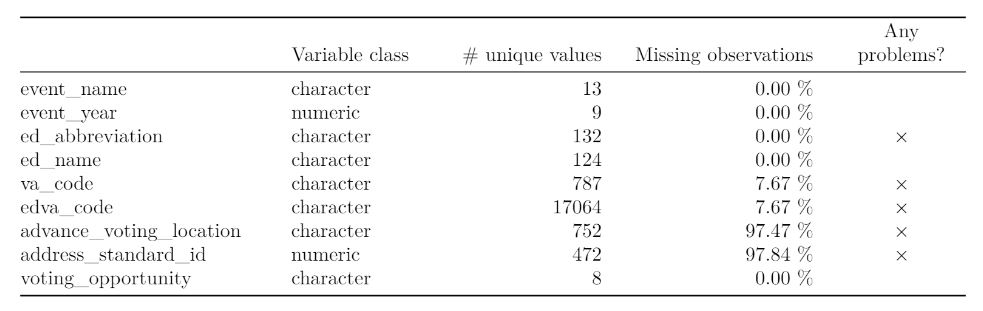 Any
Variable class # unique values Missing observations problems?
event_name character 13 0.00 %
event_year numeric 9 0.00 %
ed_abbreviation character 132 0.00 % ×
ed_name character 124 0.00 %
va_code character 787 7.67 % ×
edva_code character 17064 7.67 % ×
advance_voting_location character 752 97.47 % ×
address_standard_id numeric 472 97.84 % ×
voting_opportunity character 8 0.00 %